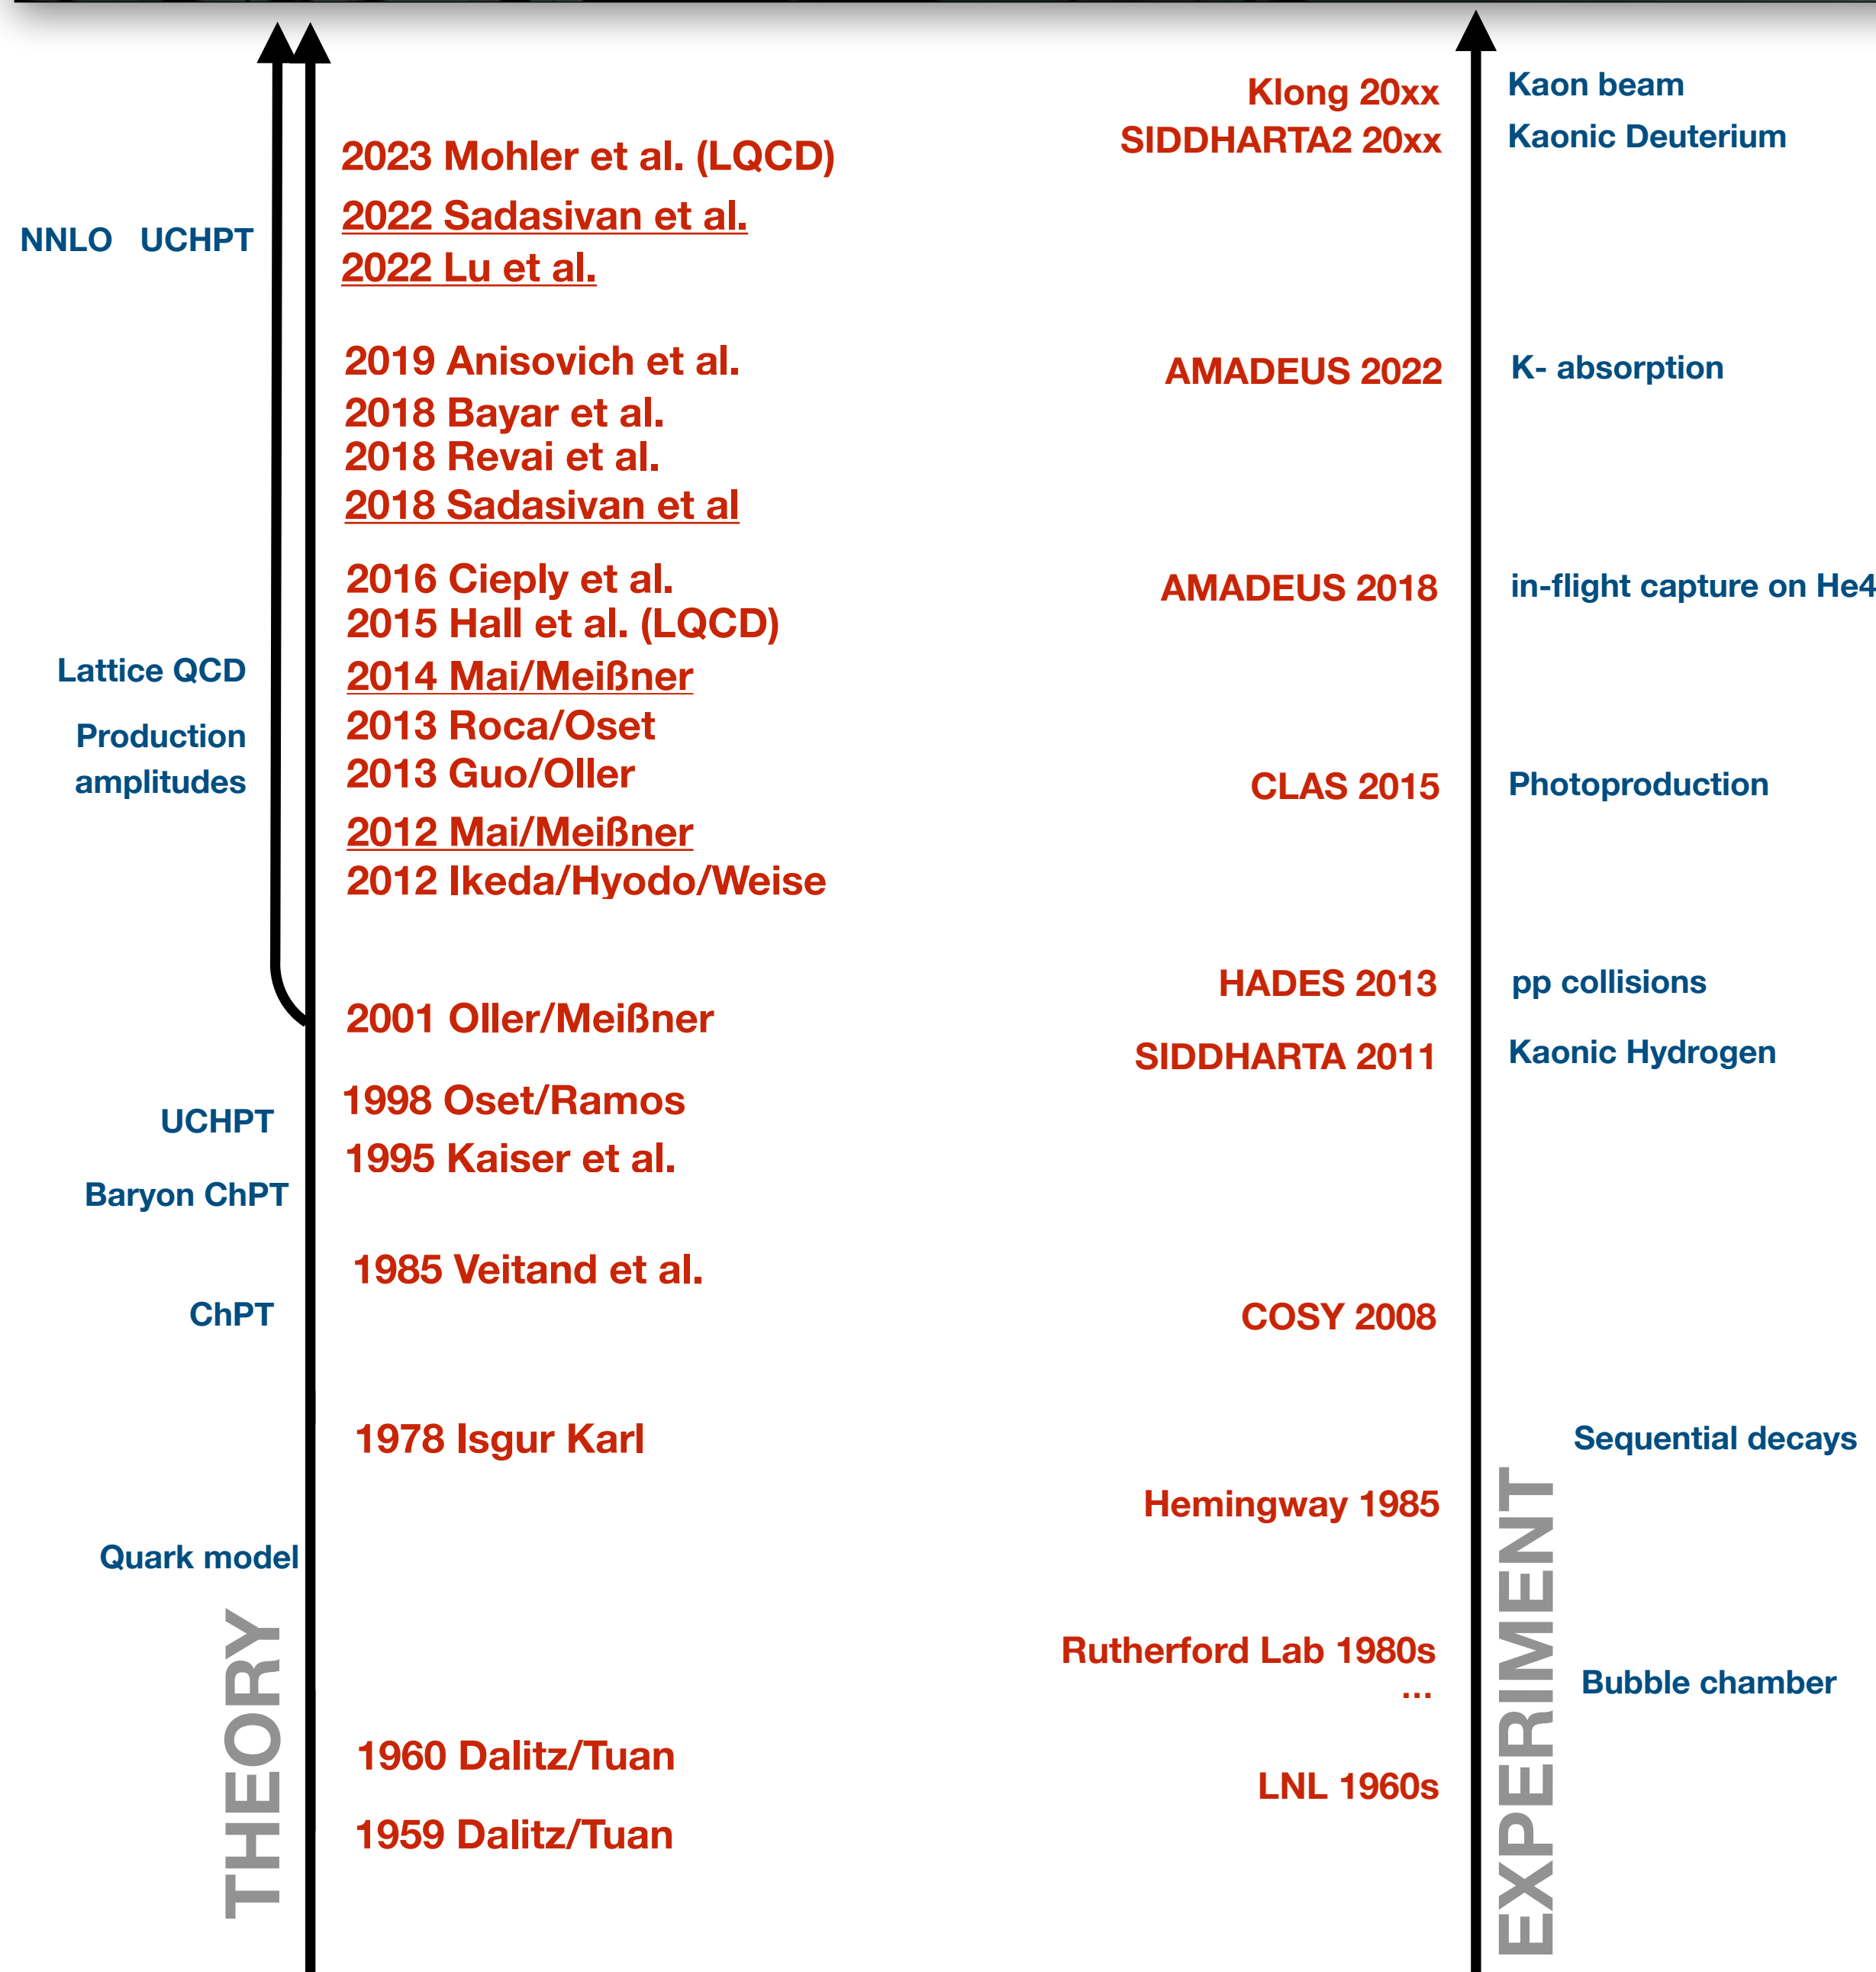 NNLO UCHPT
Lattice QCD
Production
amplitudes
UCHPT
Baryon ChPT
ChPT
Quark model
THEORY
2023 Mohler et al. (LQCD)
2022 Sadasivan et al.
2022 Lu et al.
2019 Anisovich et al.
2018 Bayar et al.
2018 Revai et al.
2018 Sadasivan et al
2016 Cieply et al.
2015 Hall et al. (LQCD)
2014 Mai/Meißner
2013 Roca/Oset
2013 Guo/Oller
2012 Mai/Meißner
2012 Ikeda/Hyodo/Weise
2001 Oller/Meißner
1998 Oset/Ramos
1995 Kaiser et al.
1985 Veitand et al.
1978 Isgur Karl
1960 Dalitz/Tuan
1959 Dalitz/Tuan
Klong 20xx
SIDDHARTA2 20xx
AMADEUS 2022
AMADEUS 2018
CLAS 2015
HADES 2013
SIDDHARTA 2011
COSY 2008
Hemingway 1985
Rutherford Lab 1980s
...
LNL 1960s
Kaon beam
Kaonic Deuterium
K- absorption
in-flight capture on He4
Photoproduction
pp collisions
Kaonic Hydrogen
Sequential decays
Bubble chamber
EXPERIMENT